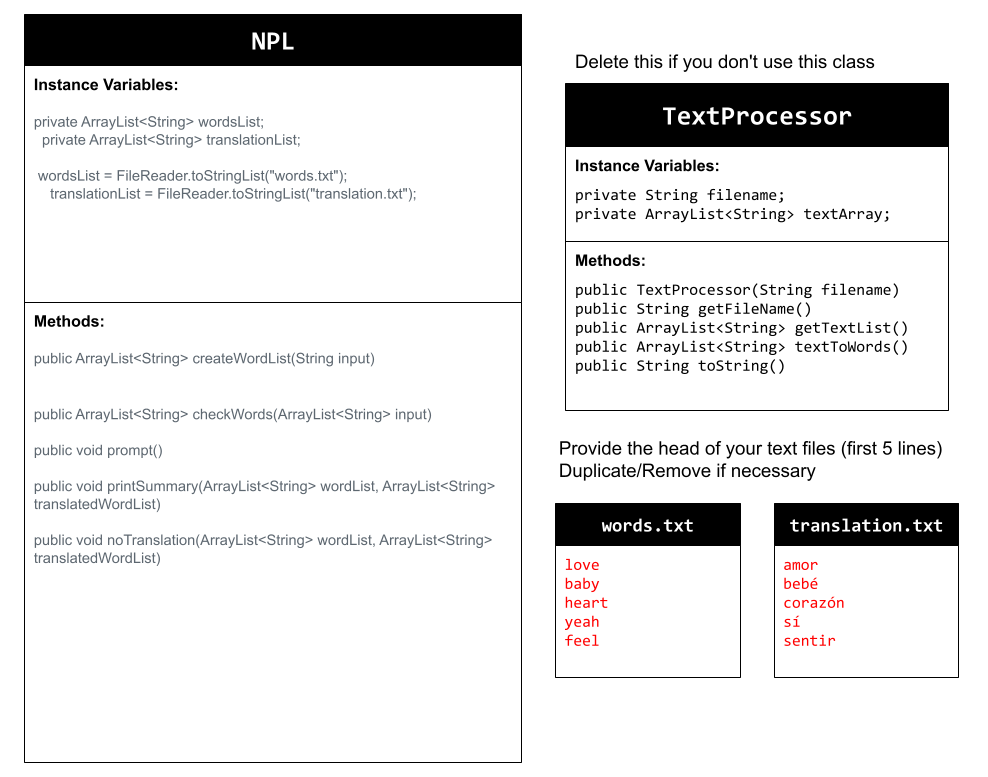 NPL
Instance Variables:
private ArrayList<String> wordsList;
private ArrayList<String> translationList;
wordsList = FileReader.toStringList("words.txt");
translationList = FileReader.toStringList("translation.txt");
Methods:
public ArrayList<String> createWordList(String input)
public ArrayList<String> checkWords(ArrayList<String> input)
public void prompt()
public void printSummary(ArrayList<String> wordList, ArrayList<String>
translatedWordList)
public void noTranslation(ArrayList<String> wordList, ArrayList<String>
translatedWordList)
Delete this if you don't use this class
TextProcessor
Instance Variables:
private String filename;
private ArrayList<String> textArray;
Methods:
public TextProcessor(String filename)
public String getFileName()
public ArrayList<String> getTextList()
public ArrayList<String> textToWords()
public String toString()
Provide the head of your text files (first 5 lines)
Duplicate/Remove if necessary
words.txt
love
baby
heart
yeah
feel
translation.txt
amor
bebé
corazón
sí
sentir